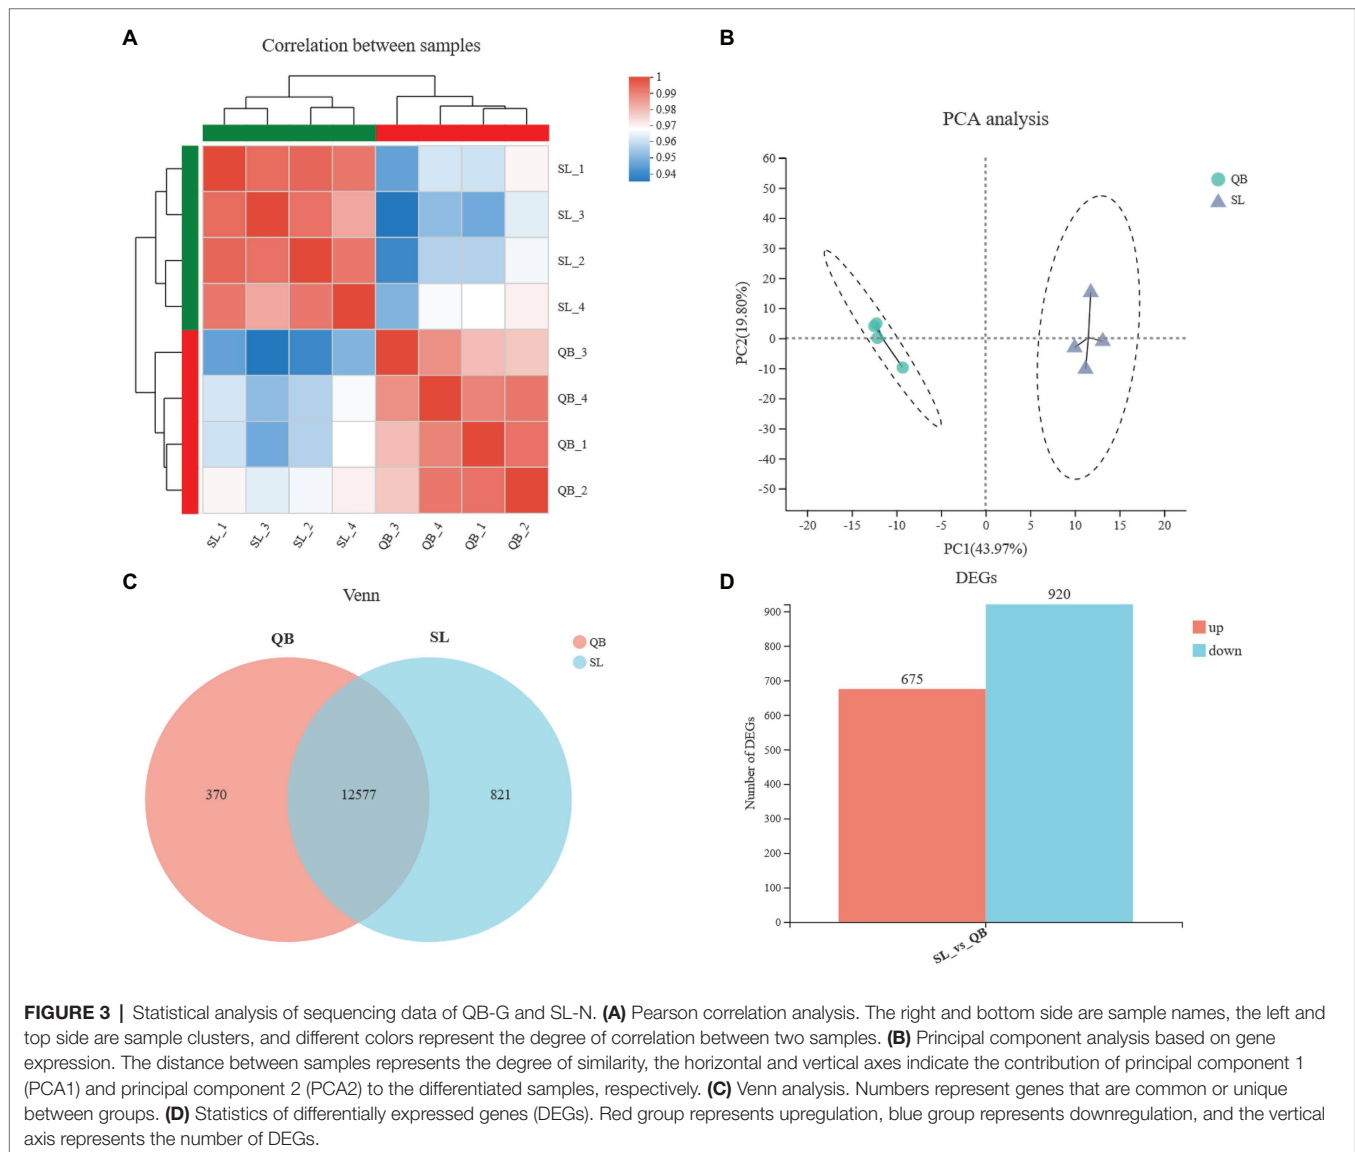 A
Correlation between samples
1
0.99
0.98
0.97
0.96
0.95
0.94
SL_1
SL_3
SL_2
SL_4
QB_3
QB_4
QB_1
QB_2
SL_1
SL_3
SL_2
SL_4
QB_3
QB_4
QB_1
QB_2
B
PCA analysis
QB
SL
PC2(19.80%)
60
50
40
30
20
10
0
-10
-20
-30
-40
-50
-20
-15
-10
-5
0
5
10
15
20
PC1(43.97%)
C
Venn
QB
SL
QB
SL
370
12577
821
D
DEGs
920
675
up
down
Number of DEGs
900
800
700
600
500
400
300
200
100
0
SL_vs_QB
FIGURE 3 | Statistical analysis of sequencing data of QB-G and SL-N. (A) Pearson correlation analysis. The right and bottom side are sample names, the left and
top side are sample clusters, and different colors represent the degree of correlation between two samples. (B) Principal component analysis based on gene
expression. The distance between samples represents the degree of similarity, the horizontal and vertical axes indicate the contribution of principal component 1
(PCA1) and principal component 2 (PCA2) to the differentiated samples, respectively. (C) Venn analysis. Numbers represent genes that are common or unique
between groups. (D) Statistics of differentially expressed genes (DEGs). Red group represents upregulation, blue group represents downregulation, and the vertical
axis represents the number of DEGs.